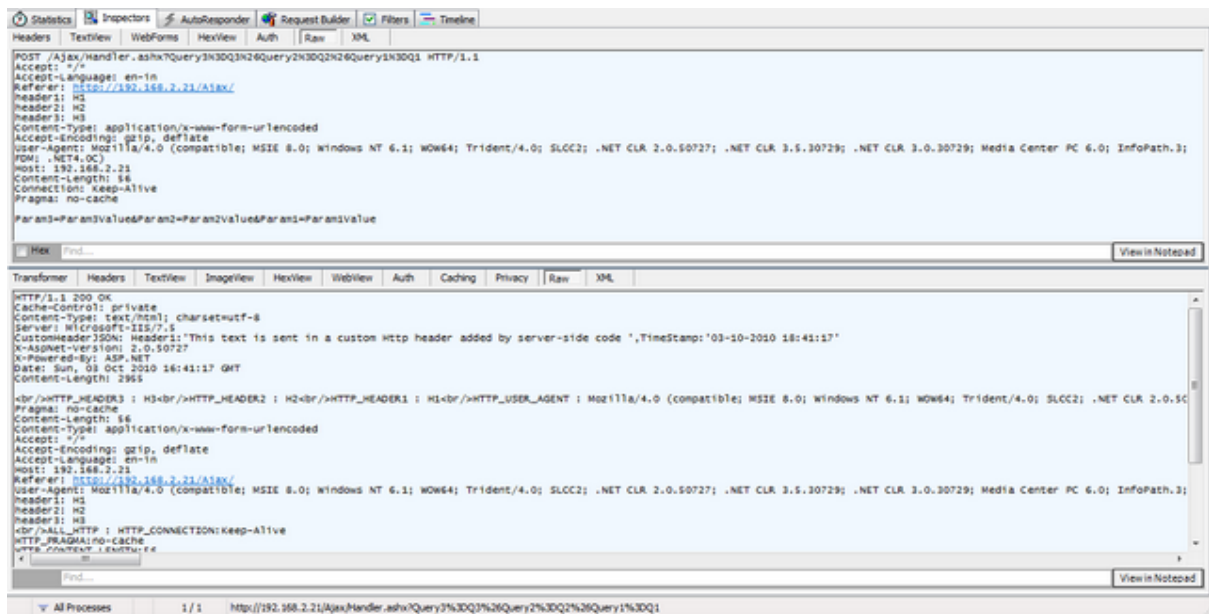 Statistics Inspectors AutoResponder Request Builder Filters Timeline
Headers TextView WebForms HexView Auth Raw XML
POST /Ajax/Handler.ashx?Query3%3DQ3%26Query2%3DQ2%26Query1%3DQ1 HTTP/1.1
Accept: */*
Accept-Language: en-in
Referer: http://192.168.2.21/Ajax/
header1: H1
header2: H2
header3: H3
Content-Type: application/x-www-form-urlencoded
Accept-Encoding: gzip, deflate
User-Agent: Mozilla/4.0 (compatible; MSIE 8.0; Windows NT 6.1; WOW64; Trident/4.0; SLCC2; .NET CLR 2.0.50727; .NET CLR 3.5.30729; .NET CLR 3.0.30729; Media Center PC 6.0; InfoPath.3;
FDM; .NET4.0C)
Host: 192.168.2.21
Content-Length: 56
Connection: Keep-Alive
Pragma: no-cache
Param3=Param3Value&Param2=Param2Value&Param1=Param1Value
Hex Find... View in Notepad
Transformer Headers TextView ImageView HexView WebView Auth Caching Privacy Raw XML
HTTP/1.1 200 OK
Cache-Control: private
Content-Type: text/html; charset=utf-8
Server: Microsoft-IIS/7.5
CustomHeaderJSON: Header1:'This text is sent in a custom Http header added by server-side code ',TimeStamp:'03-10-2010 18:41:17'
X-AspNet-Version: 2.0.50727
X-Powered-By: ASP.NET
Date: Sun, 03 Oct 2010 16:41:17 GMT
Content-Length: 2955
<br/>HTTP_HEADER3 : H3<br/>HTTP_HEADER2 : H2<br/>HTTP_HEADER1 : H1<br/>HTTP_USER_AGENT : Mozilla/4.0 (compatible; MSIE 8.0; Windows NT 6.1; WOW64; Trident/4.0; SLCC2; .NET CLR 2.0.50
Pragma: no-cache
Content-Length: 56
Content-Type: application/x-www-form-urlencoded
Accept: */*
Accept-Encoding: gzip, deflate
Accept-Language: en-in
Host: 192.168.2.21
Referer: http://192.168.2.21/Ajax/
User-Agent: Mozilla/4.0 (compatible; MSIE 8.0; Windows NT 6.1; WOW64; Trident/4.0; SLCC2; .NET CLR 2.0.50727; .NET CLR 3.5.30729; .NET CLR 3.0.30729; Media Center PC 6.0; InfoPath.3;
header1: H1
header2: H2
header3: H3
<br/>ALL_HTTP : HTTP_CONNECTION:Keep-Alive
HTTP_PRAGMA:no-cache
HTTP_CONTENT_LENGTH:56
Find... View in Notepad
All Processes 1 / 1 http://192.168.2.21/Ajax/Handler.ashx?Query3%3DQ3%26Query2%3DQ2%26Query1%3DQ1